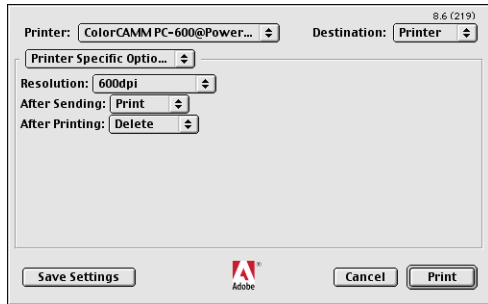 8.6 (219)
Printer: ColorCAMM PC-600@Power... Destination: Printer
Printer Specific Optio...
Resolution: 600dpi
After Sending: Print
After Printing: Delete
Save Settings Adobe® Cancel Print